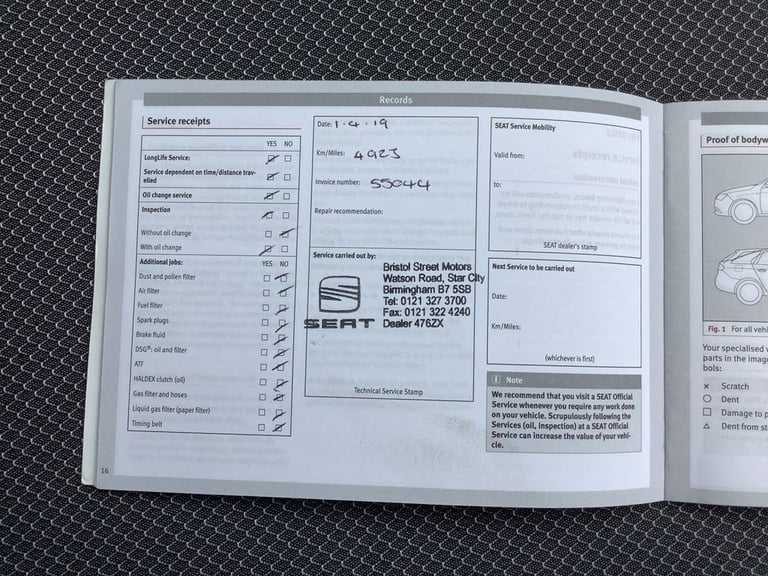 Records
Service receipts
YES NO
LongLife Service:
Service dependent on time/distance trav-
elled
Oil change service
Inspection
Without oil change
With oil change
Additional jobs: YES NO
Dust and pollen filter
Air filter
Fuel filter
Spark plugs
Brake fluid
DSG®: oil and filter
ATF
HALDEX clutch (oil)
Gas filter and hoses
Liquid gas filter (paper filter)
Timing belt
16
Date: 1.4.19
Km/Miles: 4923
Invoice number: 55044
Repair recommendation:
Service carried out by:
SEAT
Bristol Street Motors
Watson Road, Star City
Birmingham B7 5SB
Tel: 0121 327 3700
Fax: 0121 322 4240
Dealer 476ZX
Technical Service Stamp
SEAT Service Mobility
Valid from:
to:
SEAT dealer's stamp
Next Service to be carried out
Date:
Km/Miles:
(whichever is first)
Note
We recommend that you visit a SEAT Official
Service whenever you require any work done
on your vehicle. Scrupulously following the
Services (oil, inspection) at a SEAT Official
Service can increase the value of your vehi-
cle.
Proof of bodyw
Fig. 1 For all vehi
Your specialised
parts in the imag
bols:
× Scratch
Dent
Damage to p
Dent from st